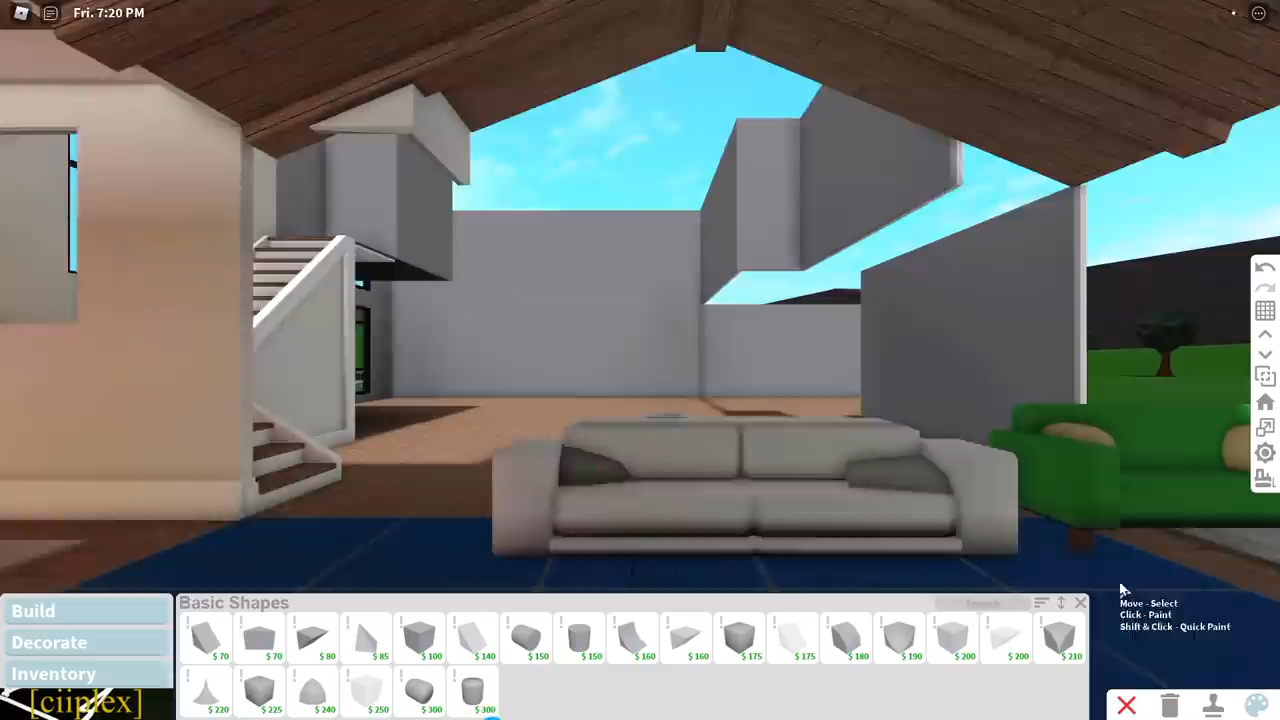 Fri. 7:20 PM
Build
Decorate
Inventory
[ciiplex]
Basic Shapes
$ 70
$ 70
$ 80
$ 85
$ 100
$ 140
$ 150
$ 150
$ 160
$ 160
$ 175
$ 175
$ 180
$ 190
$ 200
$ 200
$ 210
$ 220
$ 225
$ 240
$ 250
$ 300
$ 300
Move - Select
Click - Paint
Shift & Click - Quick Paint